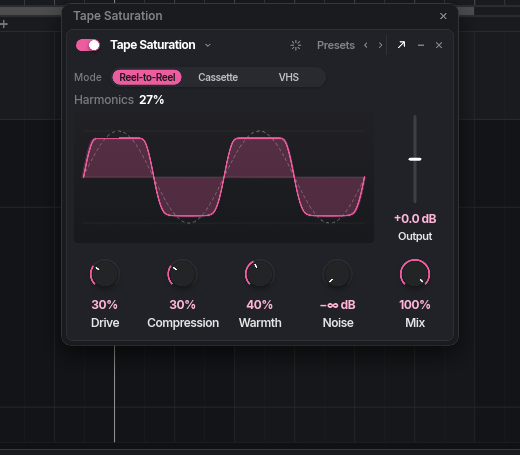 Tape Saturation
Tape Saturation
Presets
Mode Reel-to-Reel Cassette VHS
Harmonics 27%
+0.0 dB
Output
30% 30% 40% −∞ dB 100%
Drive Compression Warmth Noise Mix